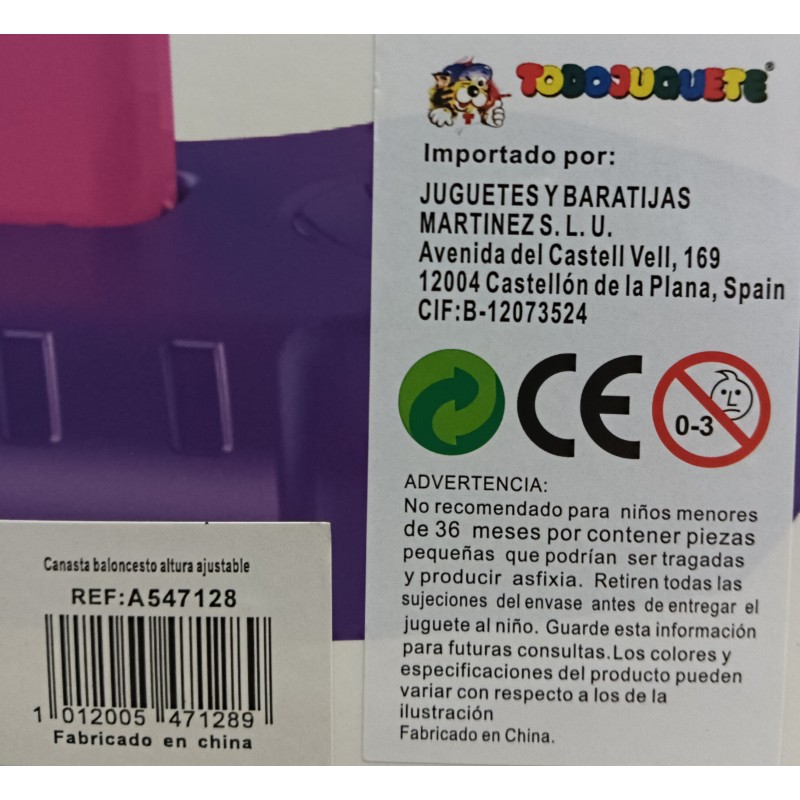 TODOJUGUETE®
Importado por:
JUGUETES Y BARATIJAS
MARTINEZ S. L. U.
Avenida del Castell Vell, 169
12004 Castellón de la Plana, Spain
CIF:B-12073524
CE
0-3
ADVERTENCIA:
No recomendado para niños menores
de 36 meses por contener piezas
pequeñas que podrían ser tragadas
y producir asfixia. Retiren todas las
sujeciones del envase antes de entregar el
juguete al niño. Guarde esta información
para futuras consultas.Los colores y
especificaciones del producto pueden
variar con respecto a los de la
ilustración
Fabricado en China.
Canasta baloncesto altura ajustable
REF:A547128
1 012005 471289
Fabricado en china